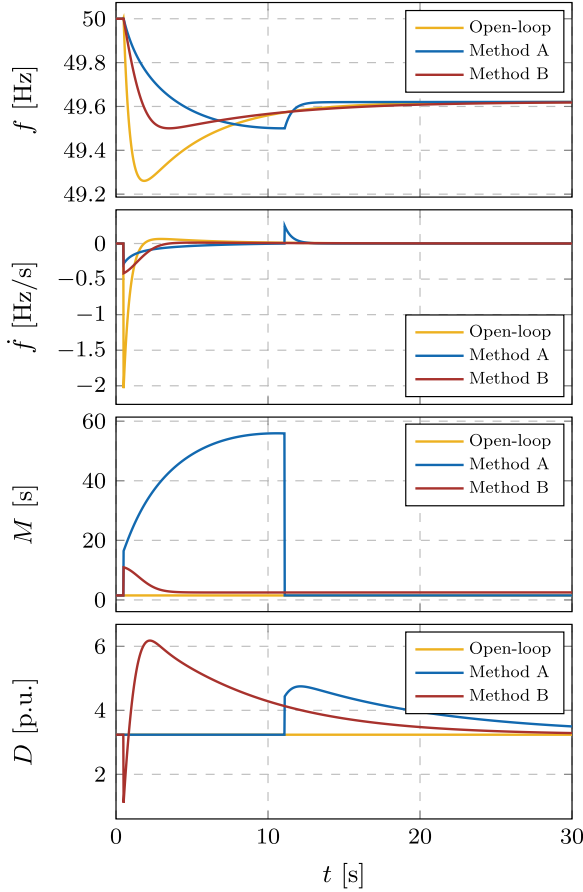 50
49.8
49.6
49.4
49.2
f [Hz]
Open-loop
Method A
Method B
0
−0.5
−1
−1.5
−2
ḟ [Hz/s]
Open-loop
Method A
Method B
60
40
20
0
M [s]
Open-loop
Method A
Method B
6
4
2
D [p.u.]
Open-loop
Method A
Method B
0 10 20 30
t [s]